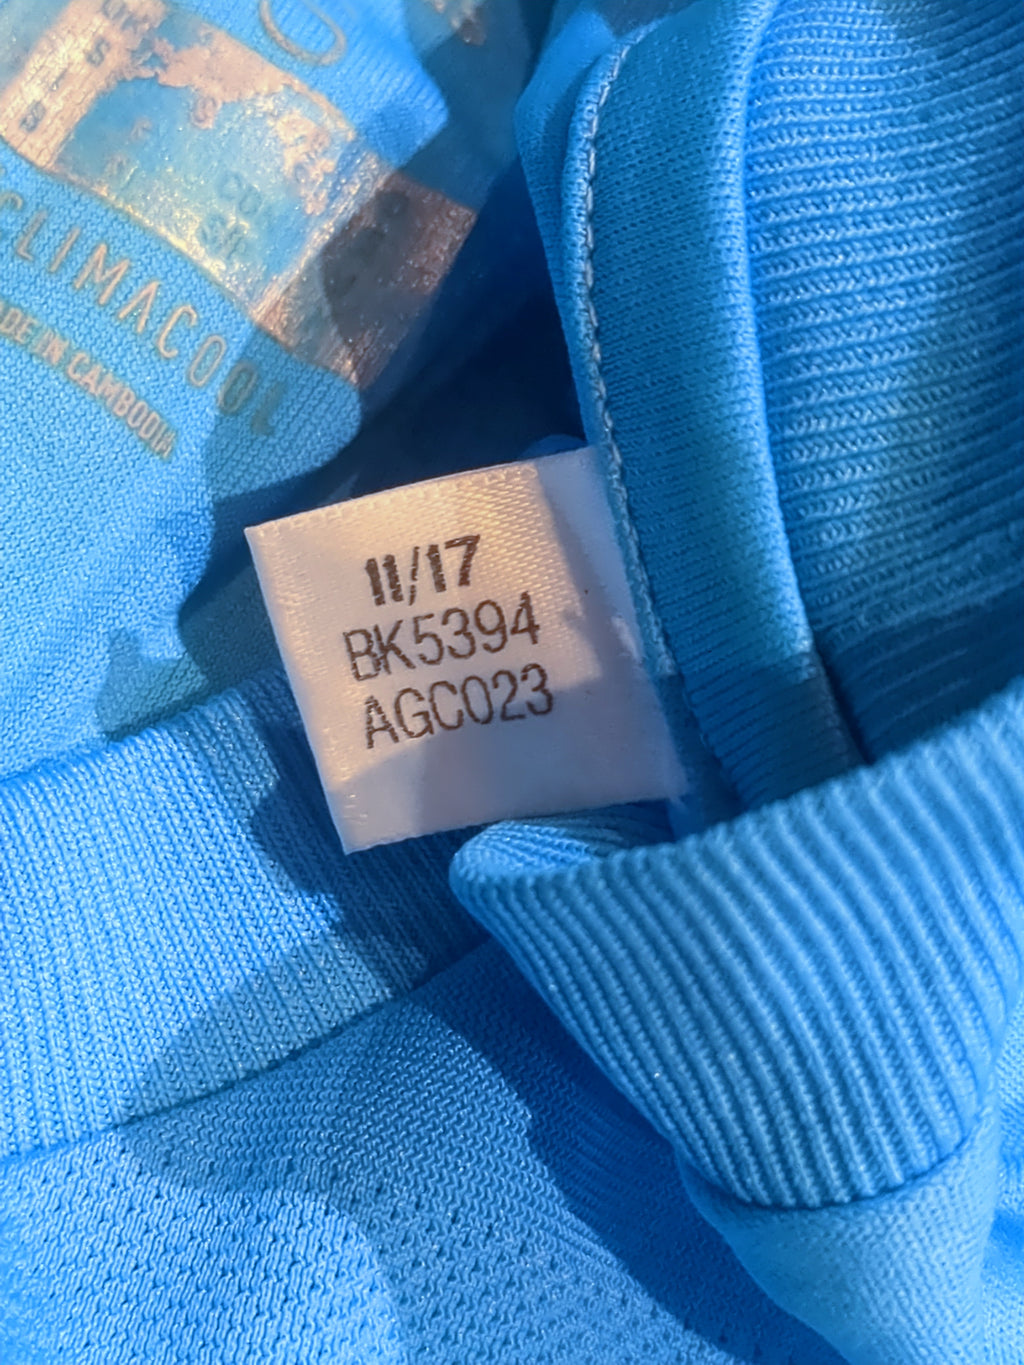 CLIMACOOL
MADE IN CAMBODIA
11/17
BK5394
AGC023